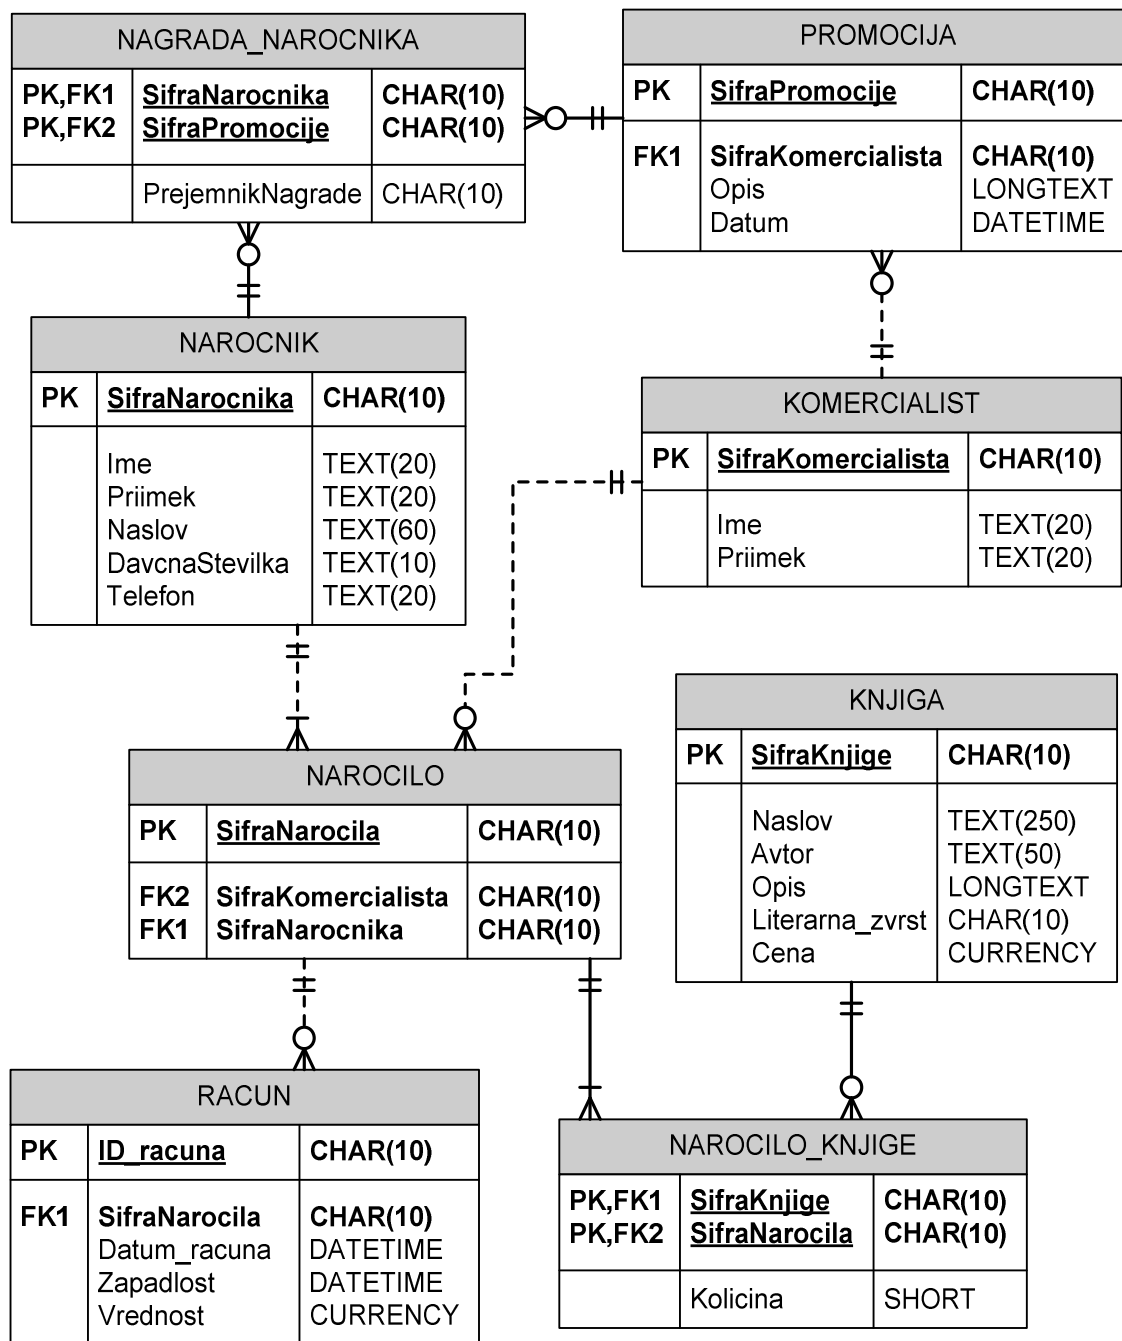 NAGRADA_NAROCNIKA
PK,FK1 SifraNarocnika CHAR(10)
PK,FK2 SifraPromocije CHAR(10)
PrejemnikNagrade CHAR(10)
PROMOCIJA
PK SifraPromocije CHAR(10)
FK1 SifraKomercialista CHAR(10)
Opis LONGTEXT
Datum DATETIME
NAROCNIK
PK SifraNarocnika CHAR(10)
Ime TEXT(20)
Priimek TEXT(20)
Naslov TEXT(60)
DavcnaStevilka TEXT(10)
Telefon TEXT(20)
KOMERCIALIST
PK SifraKomercialista CHAR(10)
Ime TEXT(20)
Priimek TEXT(20)
NAROCILO
PK SifraNarocila CHAR(10)
FK2 SifraKomercialista CHAR(10)
FK1 SifraNarocnika CHAR(10)
KNJIGA
PK SifraKnjige CHAR(10)
Naslov TEXT(250)
Avtor TEXT(50)
Opis LONGTEXT
Literarna_zvrst CHAR(10)
Cena CURRENCY
RACUN
PK ID_racuna CHAR(10)
FK1 SifraNarocila CHAR(10)
Datum_racuna DATETIME
Zapadlost DATETIME
Vrednost CURRENCY
NAROCILO_KNJIGE
PK,FK1 SifraKnjige CHAR(10)
PK,FK2 SifraNarocila CHAR(10)
Kolicina SHORT